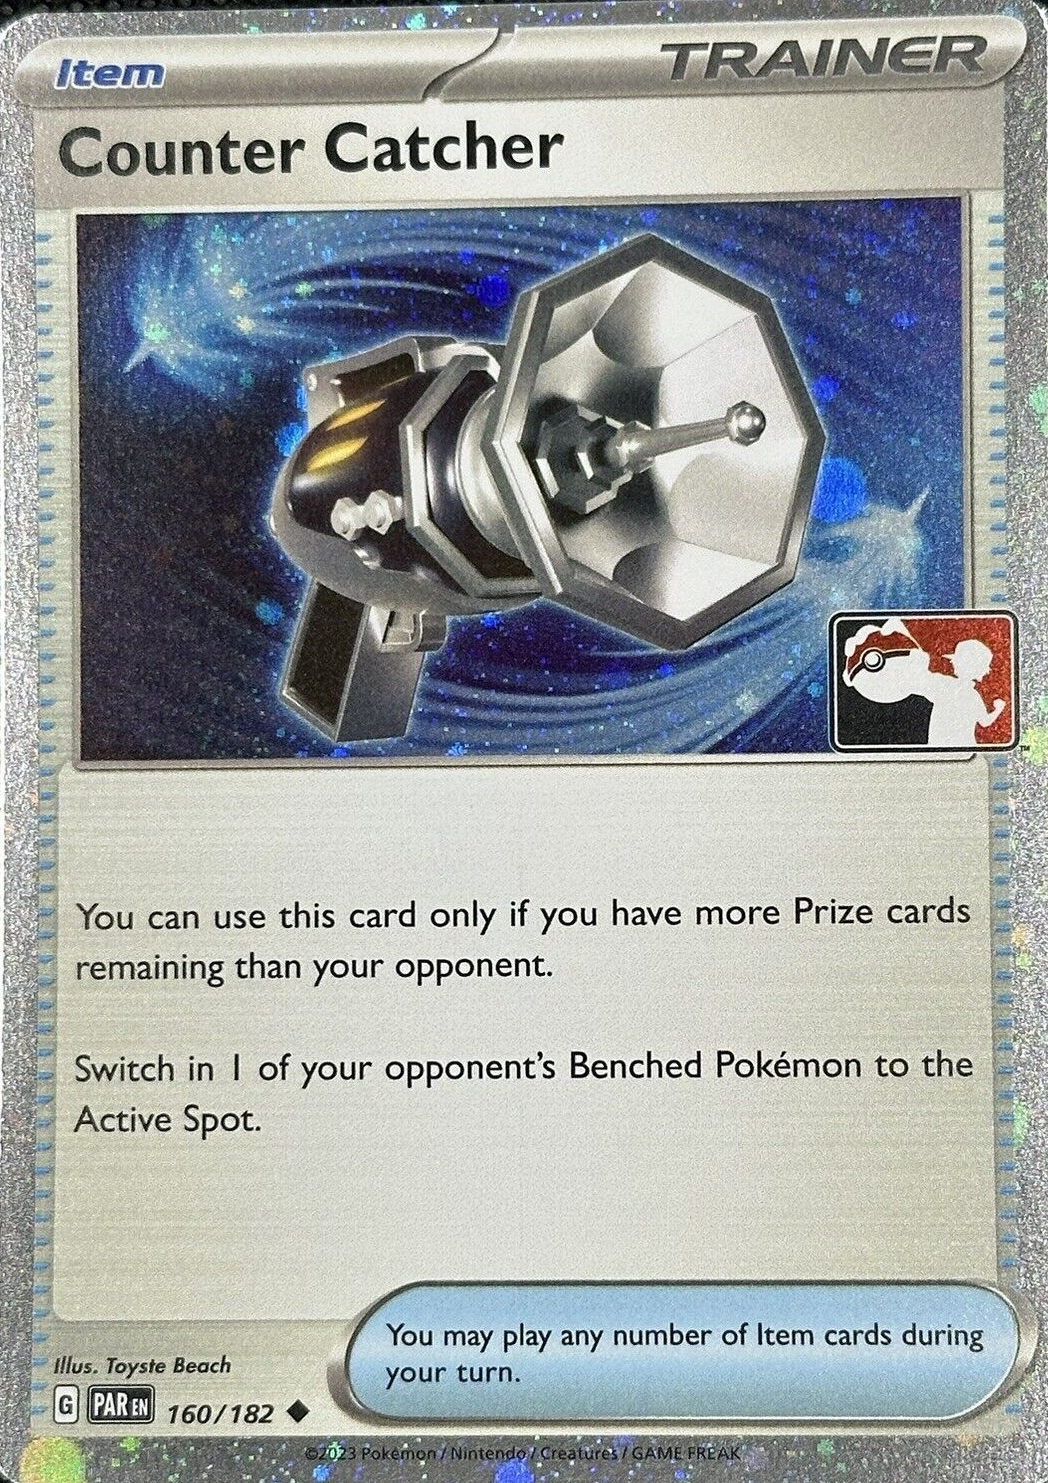 Item
TRAINER
Counter Catcher
TM
You can use this card only if you have more Prize cards
remaining than your opponent.
Switch in 1 of your opponent's Benched Pokémon to the
Active Spot.
You may play any number of Item cards during
your turn.
Illus. Toyste Beach
G PAR EN 160/182
©2023 Pokémon / Nintendo / Creatures / GAME FREAK